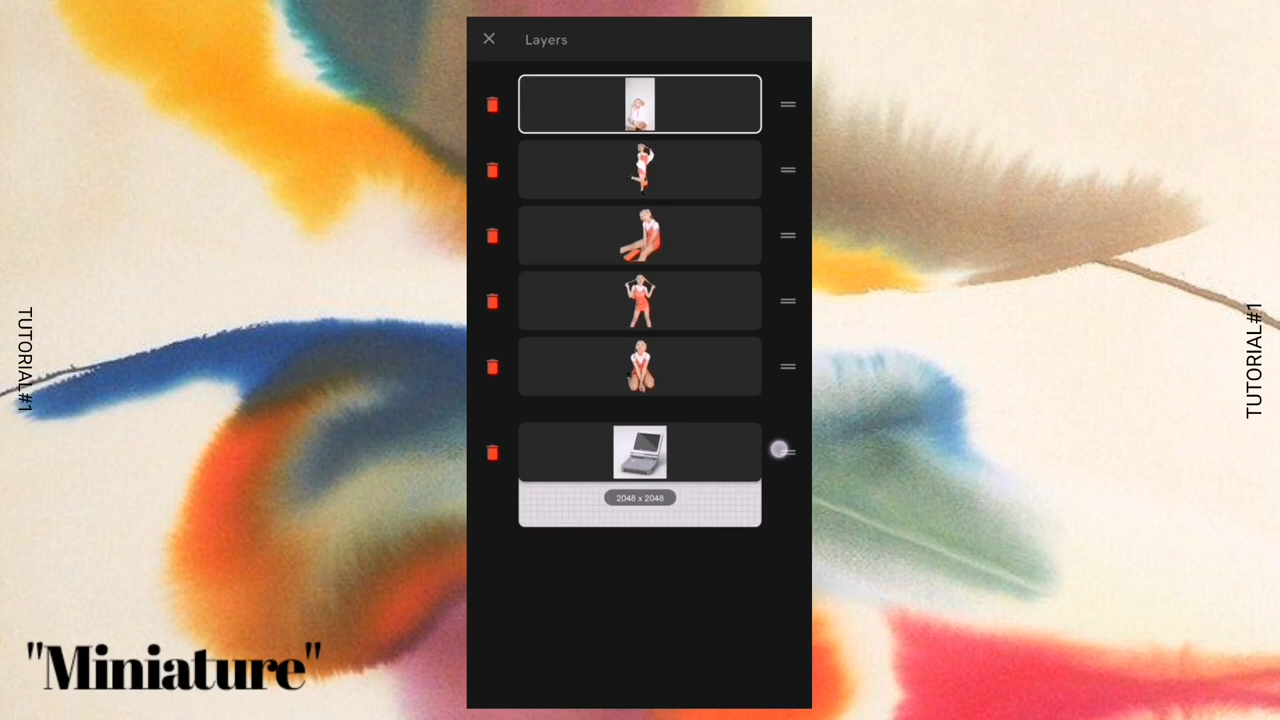 Layers
TUTORIAL#1
TUTORIAL#1
2048 x 2048
"Miniature"